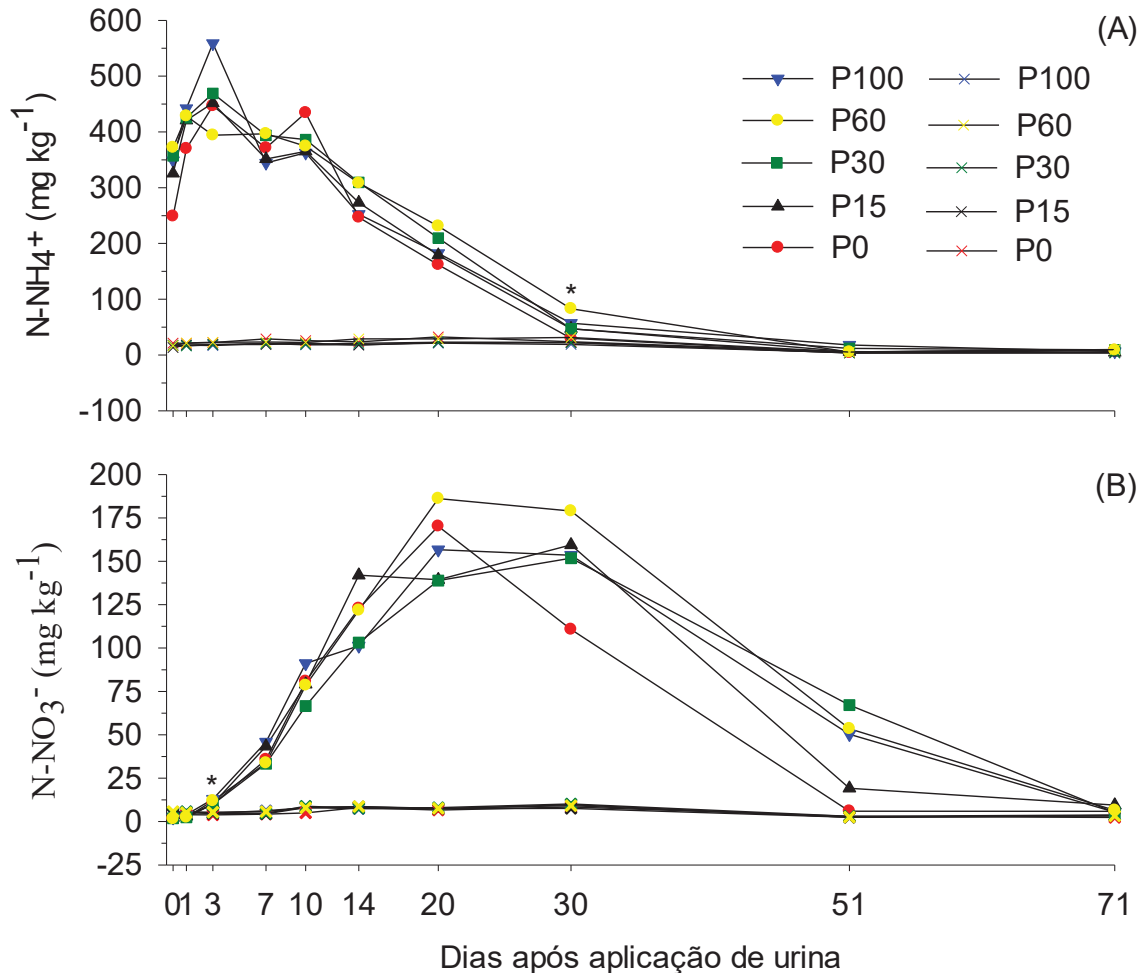 (A)
N-NH4+ (mg kg-1)
600
500
400
300
200
100
0
-100
P100 P100
P60 P60
P30 P30
P15 P15
P0 P0
*
(B)
N-NO3- (mg kg-1)
200
175
150
125
100
75
50
25
0
-25
*
0 1 3 7 10 14 20 30 51 71
Dias após aplicação de urina